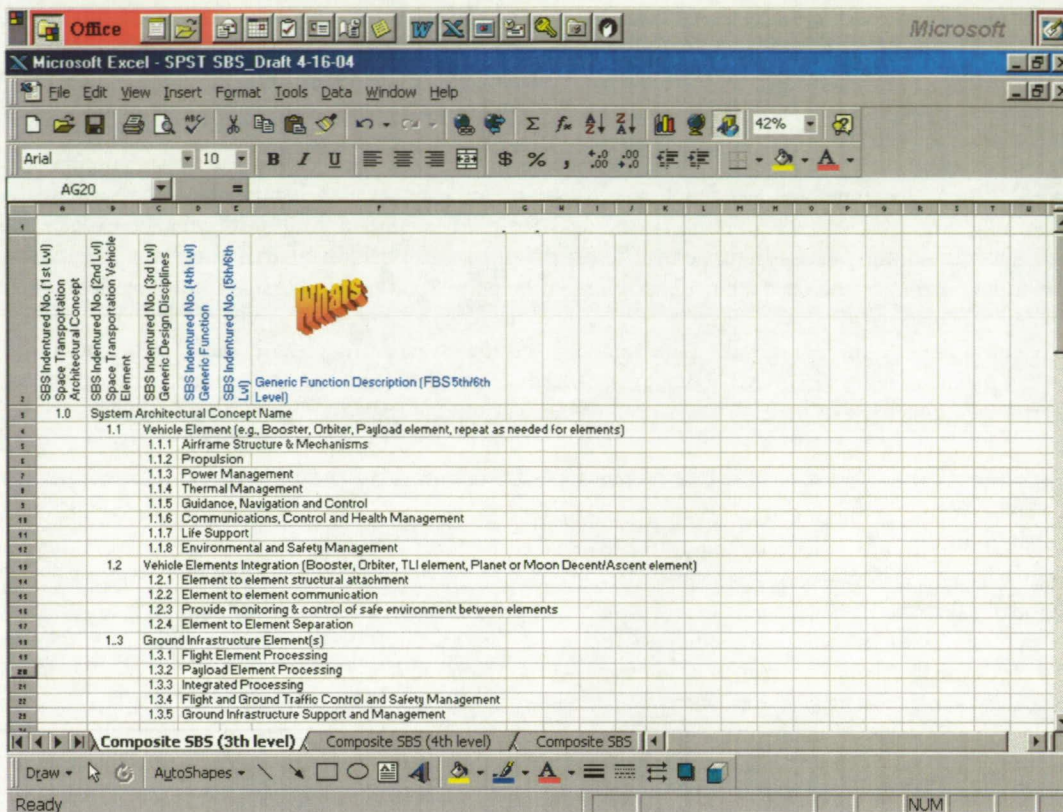 Office
Microsoft
Microsoft Excel - SPST SBS_Draft 4-16-04
File Edit View Insert Format Tools Data Window Help
42%
Arial 10 B I U $ % ,
AG20 =
A B C D E F G H I J K L M N O P Q R S T U
SBS Indentured No. (1st Lvl)
Space Transportation
Architectural Concept
SBS Indentured No. (2nd Lvl)
Space Transportation Vehicle
Element
SBS Indentured No. (3rd Lvl)
Generic Design Disciplines
SBS Indentured No. (4th Lvl)
Generic Function
SBS Indentured No. (5th/6th
Lvl)
Whats
Generic Function Description (FBS 5th/6th
Level)
1.0 System Architectural Concept Name
1.1 Vehicle Element (e.g., Booster, Orbiter, Payload element, repeat as needed for elements)
1.1.1 Airframe Structure & Mechanisms
1.1.2 Propulsion
1.1.3 Power Management
1.1.4 Thermal Management
1.1.5 Guidance, Navigation and Control
1.1.6 Communications, Control and Health Management
1.1.7 Life Support
1.1.8 Environmental and Safety Management
1.2 Vehicle Elements Integration (Booster, Orbiter, TLI element, Planet or Moon Decent/Ascent element)
1.2.1 Element to element structural attachment
1.2.2 Element to element communication
1.2.3 Provide monitoring & control of safe environment between elements
1.2.4 Element to Element Separation
1..3 Ground Infrastructure Element(s)
1.3.1 Flight Element Processing
1.3.2 Payload Element Processing
1.3.3 Integrated Processing
1.3.4 Flight and Ground Traffic Control and Safety Management
1.3.5 Ground Infrastructure Support and Management
Composite SBS (3th level) Composite SBS (4th level) Composite SBS
Draw AutoShapes
Ready NUM